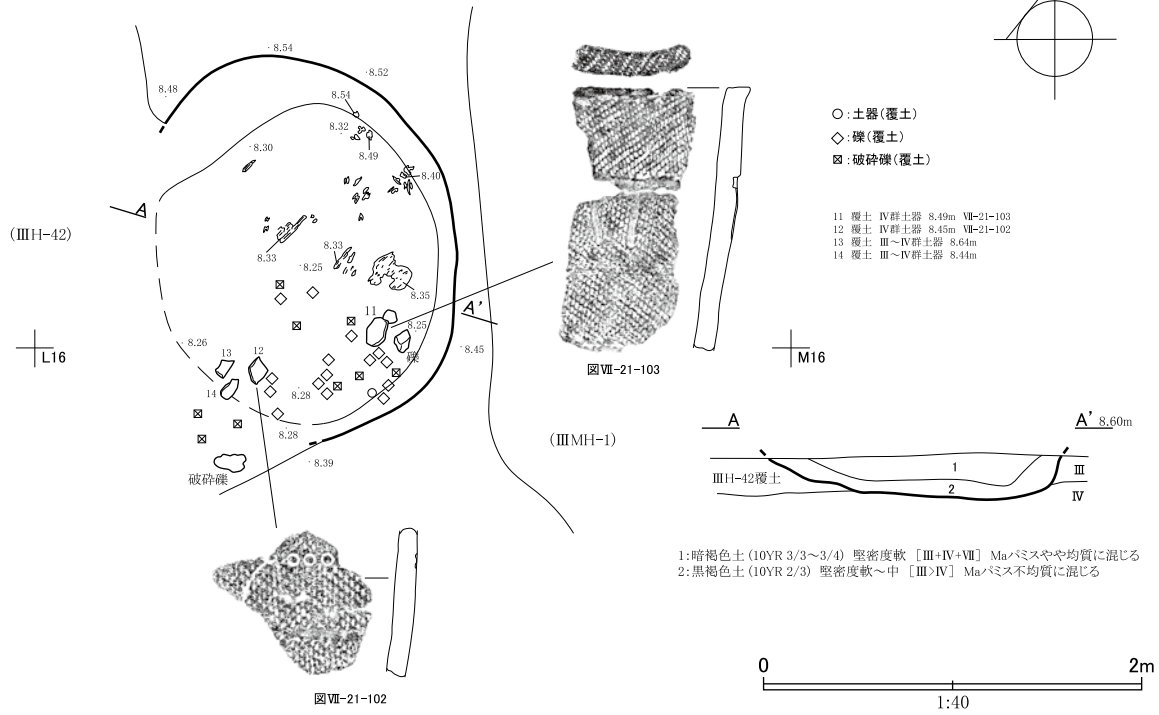 8.54
8.52
8.48
8.54
8.32
8.49
8.30
8.40
A
(ⅢH-42)
8.33
8.33
8.25
8.35
11
A'
8.25
礫
8.45
8.26
L16
13
12
14
8.28
8.28
8.39
破砕礫
(ⅢMH-1)
図Ⅶ-21-103
図Ⅶ-21-102
○:土器(覆土)
◇:礫(覆土)
⊠:破砕礫(覆土)
11 覆土 Ⅳ群土器 8.49m Ⅶ-21-103
12 覆土 Ⅳ群土器 8.45m Ⅶ-21-102
13 覆土 Ⅲ～Ⅳ群土器 8.64m
14 覆土 Ⅲ～Ⅳ群土器 8.44m
M16
A
A' 8.60m
ⅢH-42覆土
1
2
Ⅲ
Ⅳ
1:暗褐色土(10YR 3/3～3/4) 堅密度軟 [Ⅲ+Ⅳ+Ⅶ] Maパミスやや均質に混じる
2:黒褐色土(10YR 2/3) 堅密度軟～中 [Ⅲ>Ⅳ] Maパミス不均質に混じる
0
2m
1:40